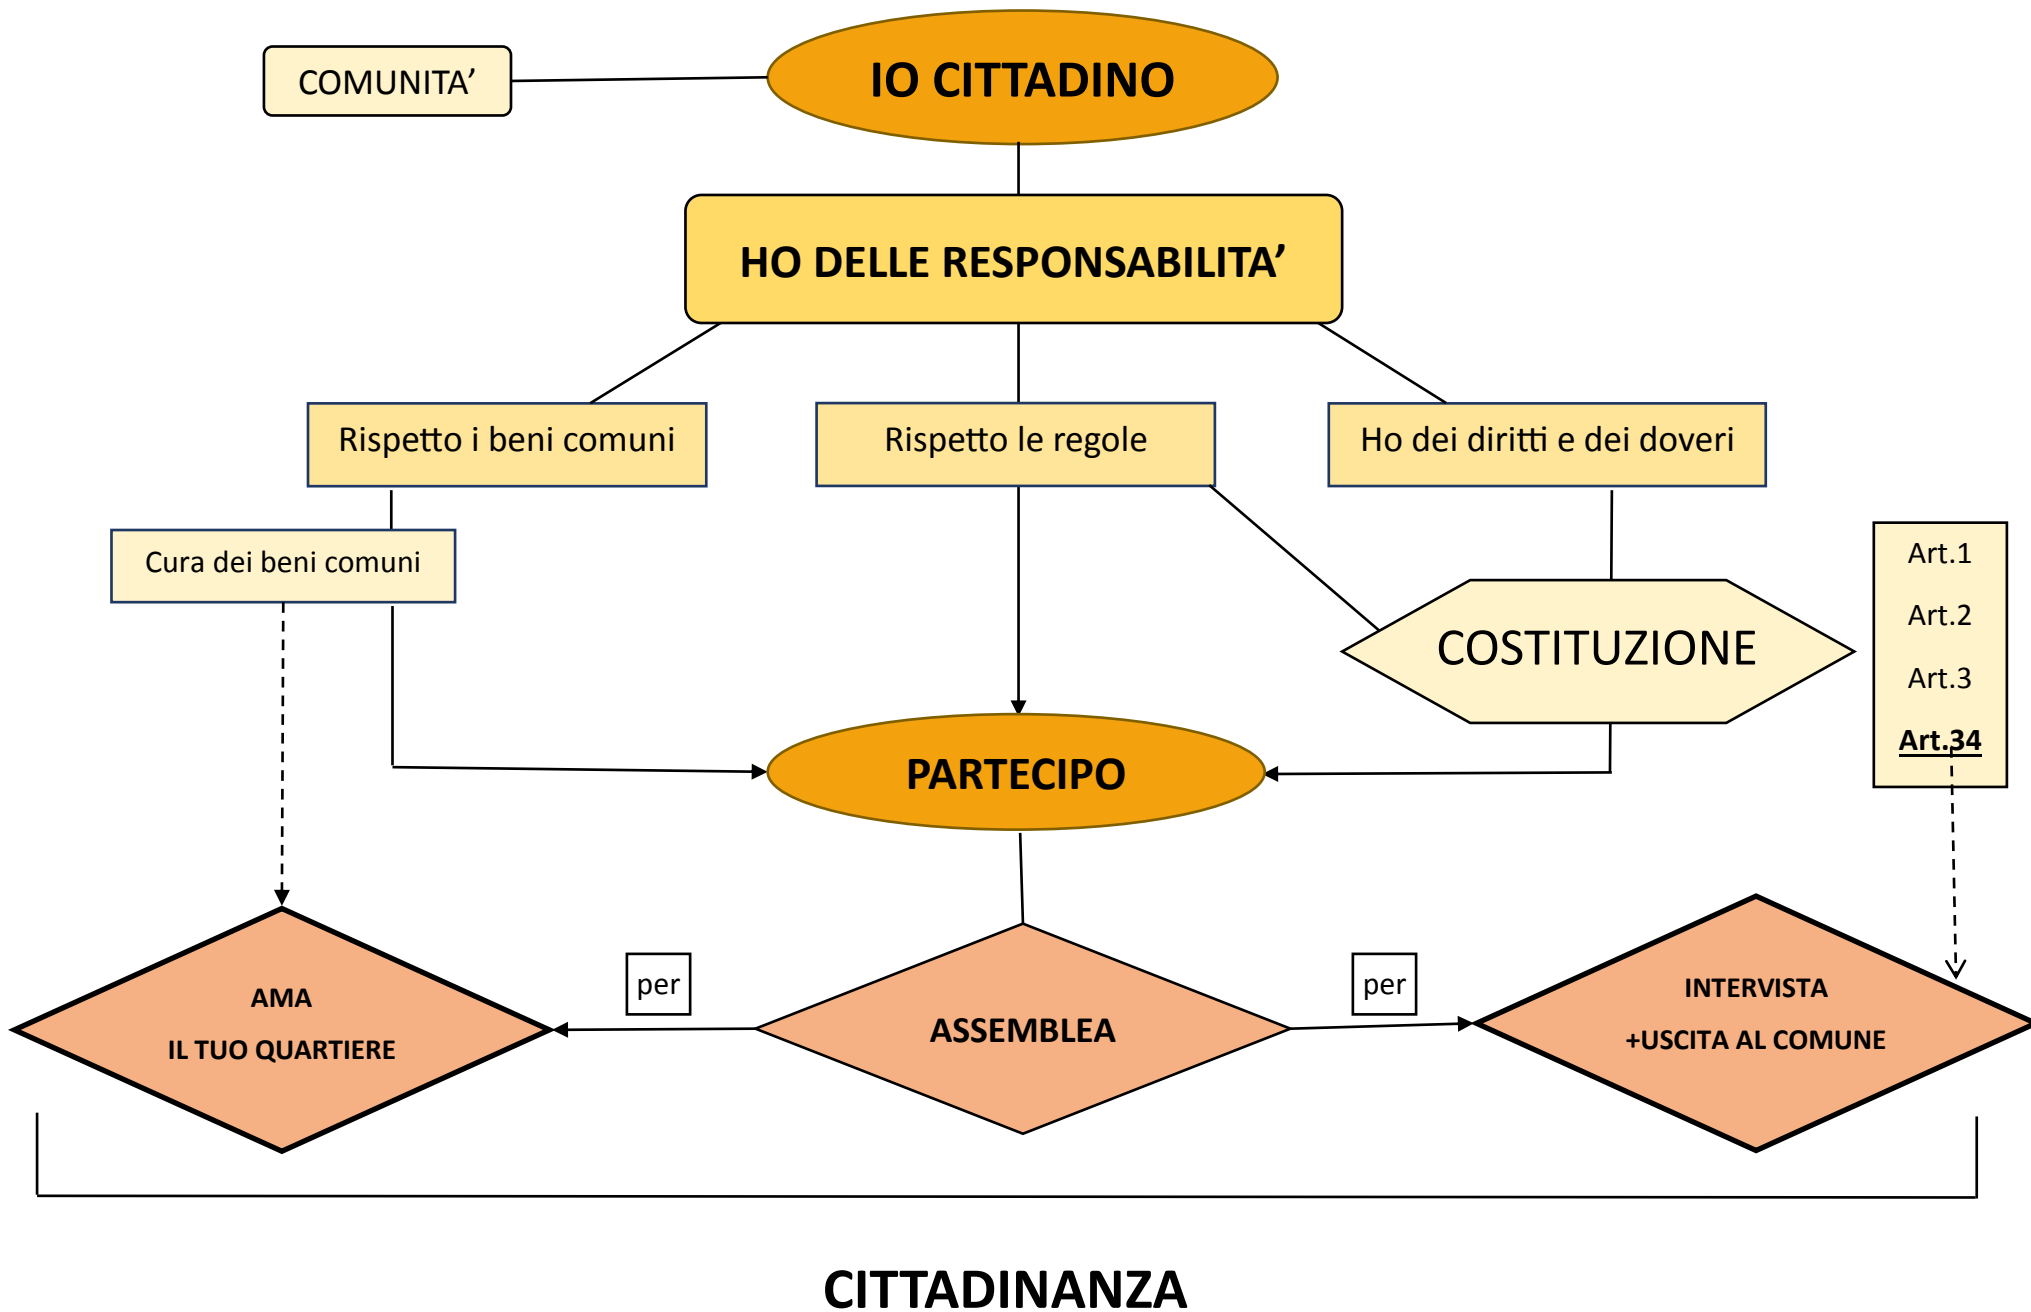 COMUNITA’
IO CITTADINO
HO DELLE RESPONSABILITA’
Rispetto i beni comuni
Rispetto le regole
Ho dei diritti e dei doveri
Cura dei beni comuni
COSTITUZIONE
Art.1
Art.2
Art.3
Art.34
PARTECIPO
AMA
IL TUO QUARTIERE
per
ASSEMBLEA
per
INTERVISTA
+USCITA AL COMUNE
CITTADINANZA